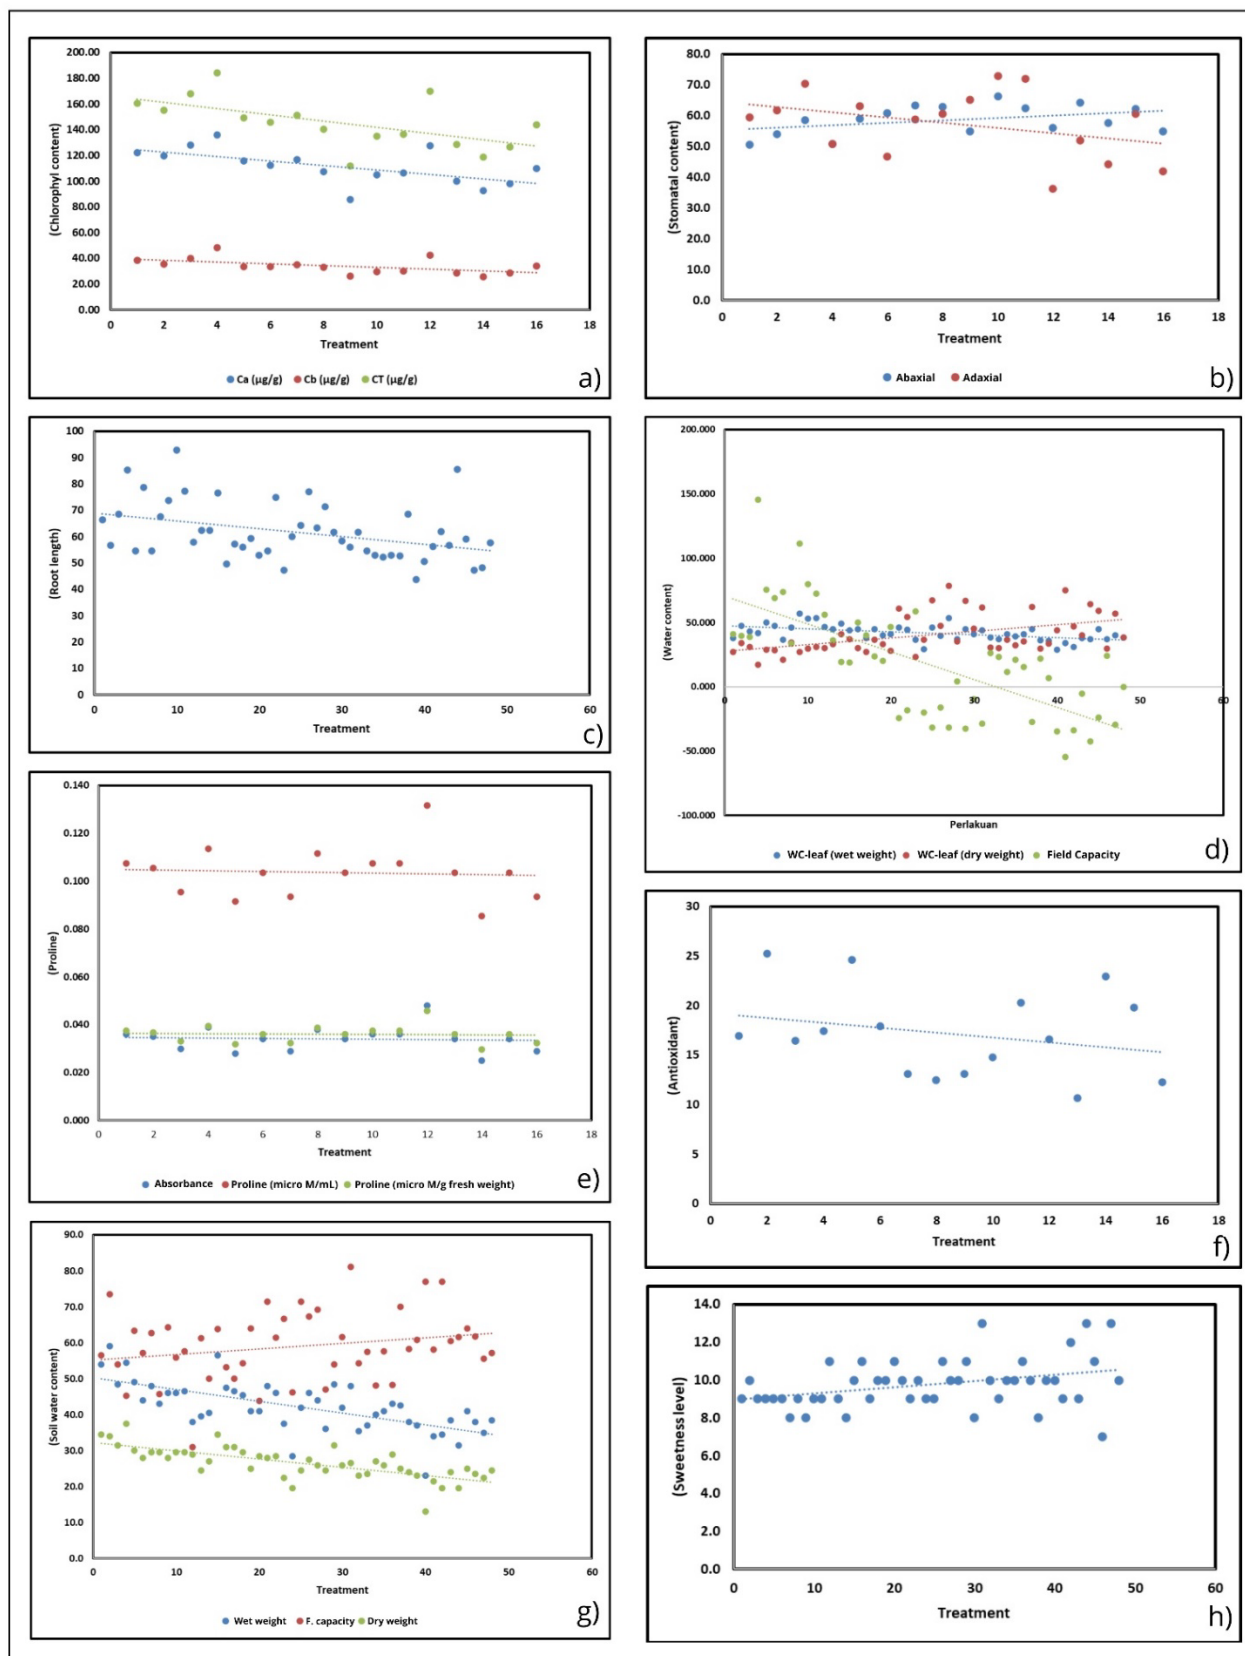 200.00
180.00
160.00
140.00
120.00
100.00
80.00
60.00
40.00
20.00
0.00
(Chlorophyl content)
0 2 4 6 8 10 12 14 16 18
Treatment
Ca (µg/g) Cb (µg/g) CT (µg/g)
a)
80.0
70.0
60.0
50.0
40.0
30.0
20.0
10.0
0.0
(Stomatal content)
0 2 4 6 8 10 12 14 16 18
Treatment
Abaxial Adaxial
b)
100
90
80
70
60
50
40
30
20
10
0
(Root length)
0 10 20 30 40 50 60
Treatment
c)
200.000
150.000
100.000
50.000
0.000
-50.000
-100.000
(Water content)
0 10 20 30 40 50 60
Perlakuan
WC-leaf (wet weight) WC-leaf (dry weight) Field Capacity
d)
0.140
0.120
0.100
0.080
0.060
0.040
0.020
0.000
(Proline)
0 2 4 6 8 10 12 14 16 18
Treatment
Absorbance Proline (micro M/mL) Proline (micro M/g fresh weight)
e)
30
25
20
15
10
5
0
(Antioxidant)
0 2 4 6 8 10 12 14 16 18
Treatment
f)
90.0
80.0
70.0
60.0
50.0
40.0
30.0
20.0
10.0
0.0
(Soil water content)
0 10 20 30 40 50 60
Treatment
Wet weight F. capacity Dry weight
g)
14.0
12.0
10.0
8.0
6.0
4.0
2.0
0.0
(Sweetness level)
0 10 20 30 40 50 60
Treatment
h)